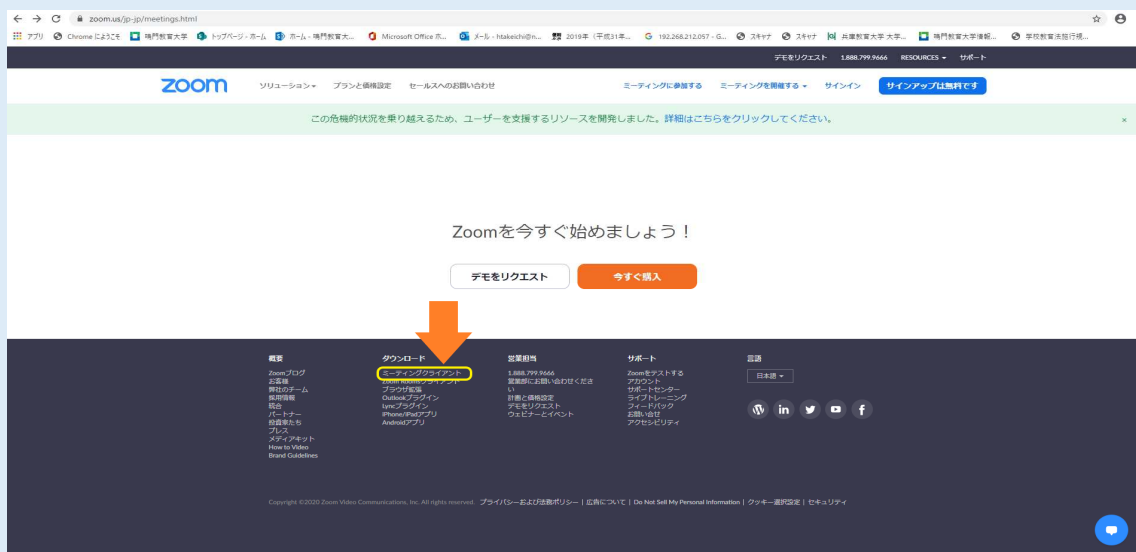 zoom.us/jp-jp/meetings.html
アプリ Chrome にようこそ 鳴門教育大学 トップページ - ホーム ホーム - 鳴門教育大... Microsoft Office ホ... メール - htakeichi@n... 2019年（平成31年... 192.268.212.057 - G... スキャナ スキャナ 兵庫教育大学 大学... 鳴門教育大学情報... 学校教育法施行規...
デモをリクエスト 1.888.799.9666 RESOURCES サポート
zoom ソリューション プランと価格設定 セールスへのお問い合わせ ミーティングに参加する ミーティングを開催する サインイン サインアップは無料です
この危機的状況を乗り越えるため、ユーザーを支援するリソースを開発しました。詳細はこちらをクリックしてください。 ×
Zoomを今すぐ始めましょう！
デモをリクエスト 今すぐ購入
概要
Zoomブログ
お客様
弊社のチーム
採用情報
統合
パートナー
投資家たち
プレス
メディアキット
How to Video
Brand Guidelines
ダウンロード
ミーティングクライアント
Zoom Roomsクライアント
ブラウザ拡張
Outlookプラグイン
Lyncプラグイン
iPhone/iPadアプリ
Androidアプリ
営業担当
1.888.799.9666
営業部にお問い合わせくださ
い
計画と価格設定
デモをリクエスト
ウェビナーとイベント
サポート
Zoomをテストする
アカウント
サポートセンター
ライブトレーニング
フィードバック
お問い合せ
アクセシビリティ
言語
日本語
Copyright ©2020 Zoom Video Communications, Inc. All rights reserved. プライバシーおよび法務ポリシー | 広告について | Do Not Sell My Personal Information | クッキー選択設定 | セキュリティ